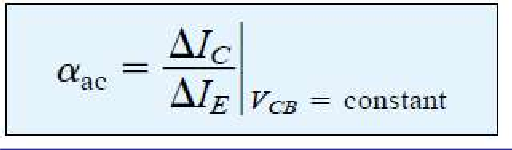 α_ac = ΔI_C / ΔI_E | V_CB = constant